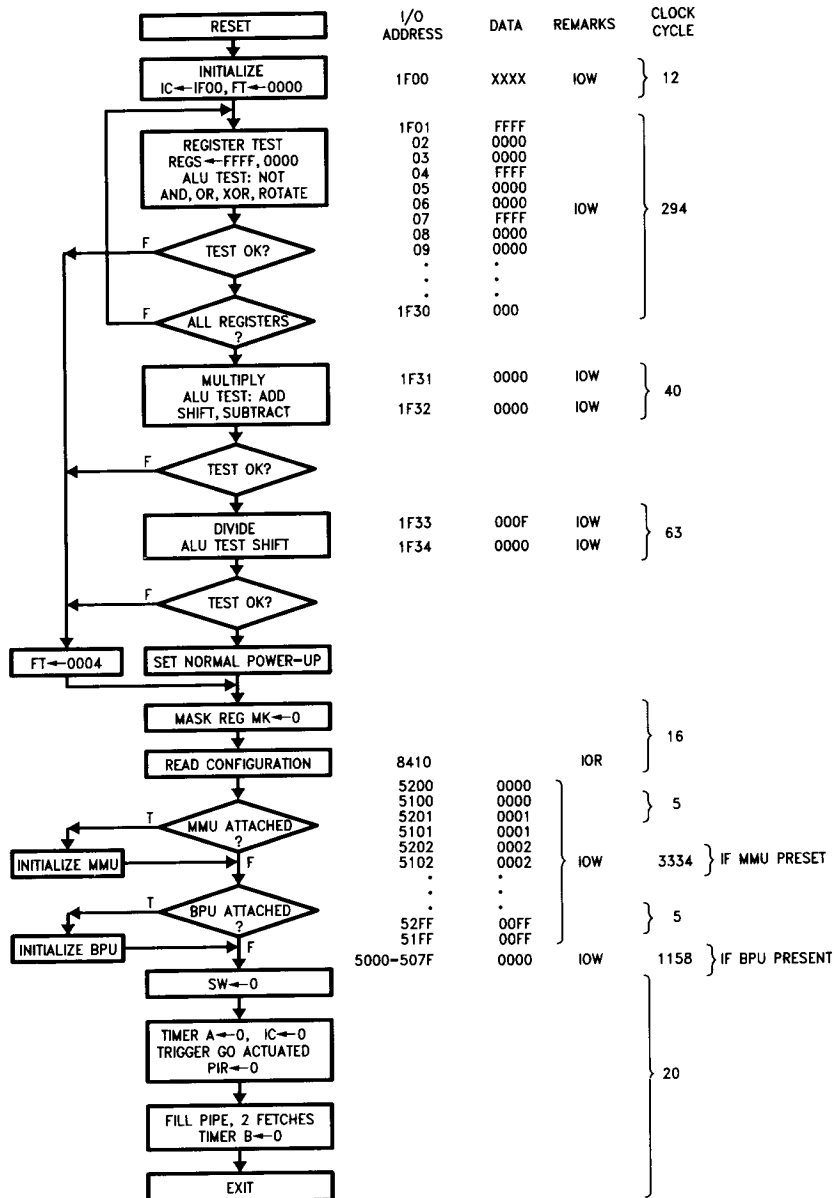 I/O ADDRESS DATA REMARKS CLOCK CYCLE
RESET
INITIALIZE
IC←IF00, FT←0000
1F00 XXXX IOW 12
REGISTER TEST
REGS←FFFF, 0000
ALU TEST: NOT
AND, OR, XOR, ROTATE
1F01 FFFF
02 0000
03 0000
04 FFFF
05 0000
06 0000
07 FFFF
08 0000
09 0000
. .
. .
. .
1F30 000
IOW 294
F TEST OK?
F ALL REGISTERS
?
MULTIPLY
ALU TEST: ADD
SHIFT, SUBTRACT
1F31 0000 IOW
1F32 0000 IOW
40
F TEST OK?
DIVIDE
ALU TEST SHIFT
1F33 000F IOW
1F34 0000 IOW
63
F TEST OK?
FT←0004 SET NORMAL POWER-UP
MASK REG MK←0
16
READ CONFIGURATION 8410 IOR
5200 0000
5100 0000
5201 0001
5101 0001
5202 0002
5102 0002
. .
. .
. .
52FF 00FF
51FF 00FF
IOW
5
T MMU ATTACHED
?
INITIALIZE MMU F
3334 IF MMU PRESET
T BPU ATTACHED
?
5
INITIALIZE BPU F
5000-507F 0000 IOW 1158 IF BPU PRESENT
SW←0
TIMER A←0, IC←0
TRIGGER GO ACTUATED
PIR←0
20
FILL PIPE, 2 FETCHES
TIMER B←0
EXIT